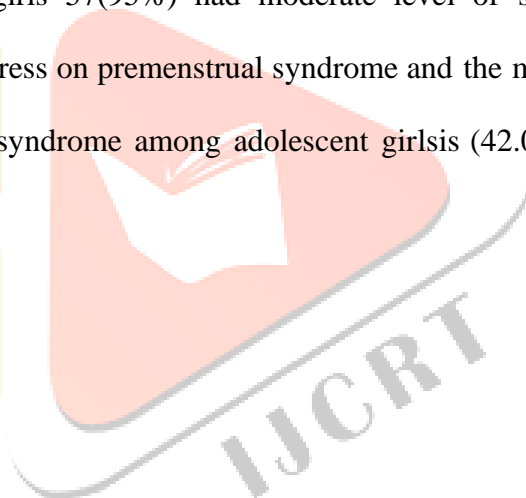 girls 57(95%) had moderate level of
ress on premenstrual syndrome and the
syndrome among adolescent girlsis (42.0
IJCRT